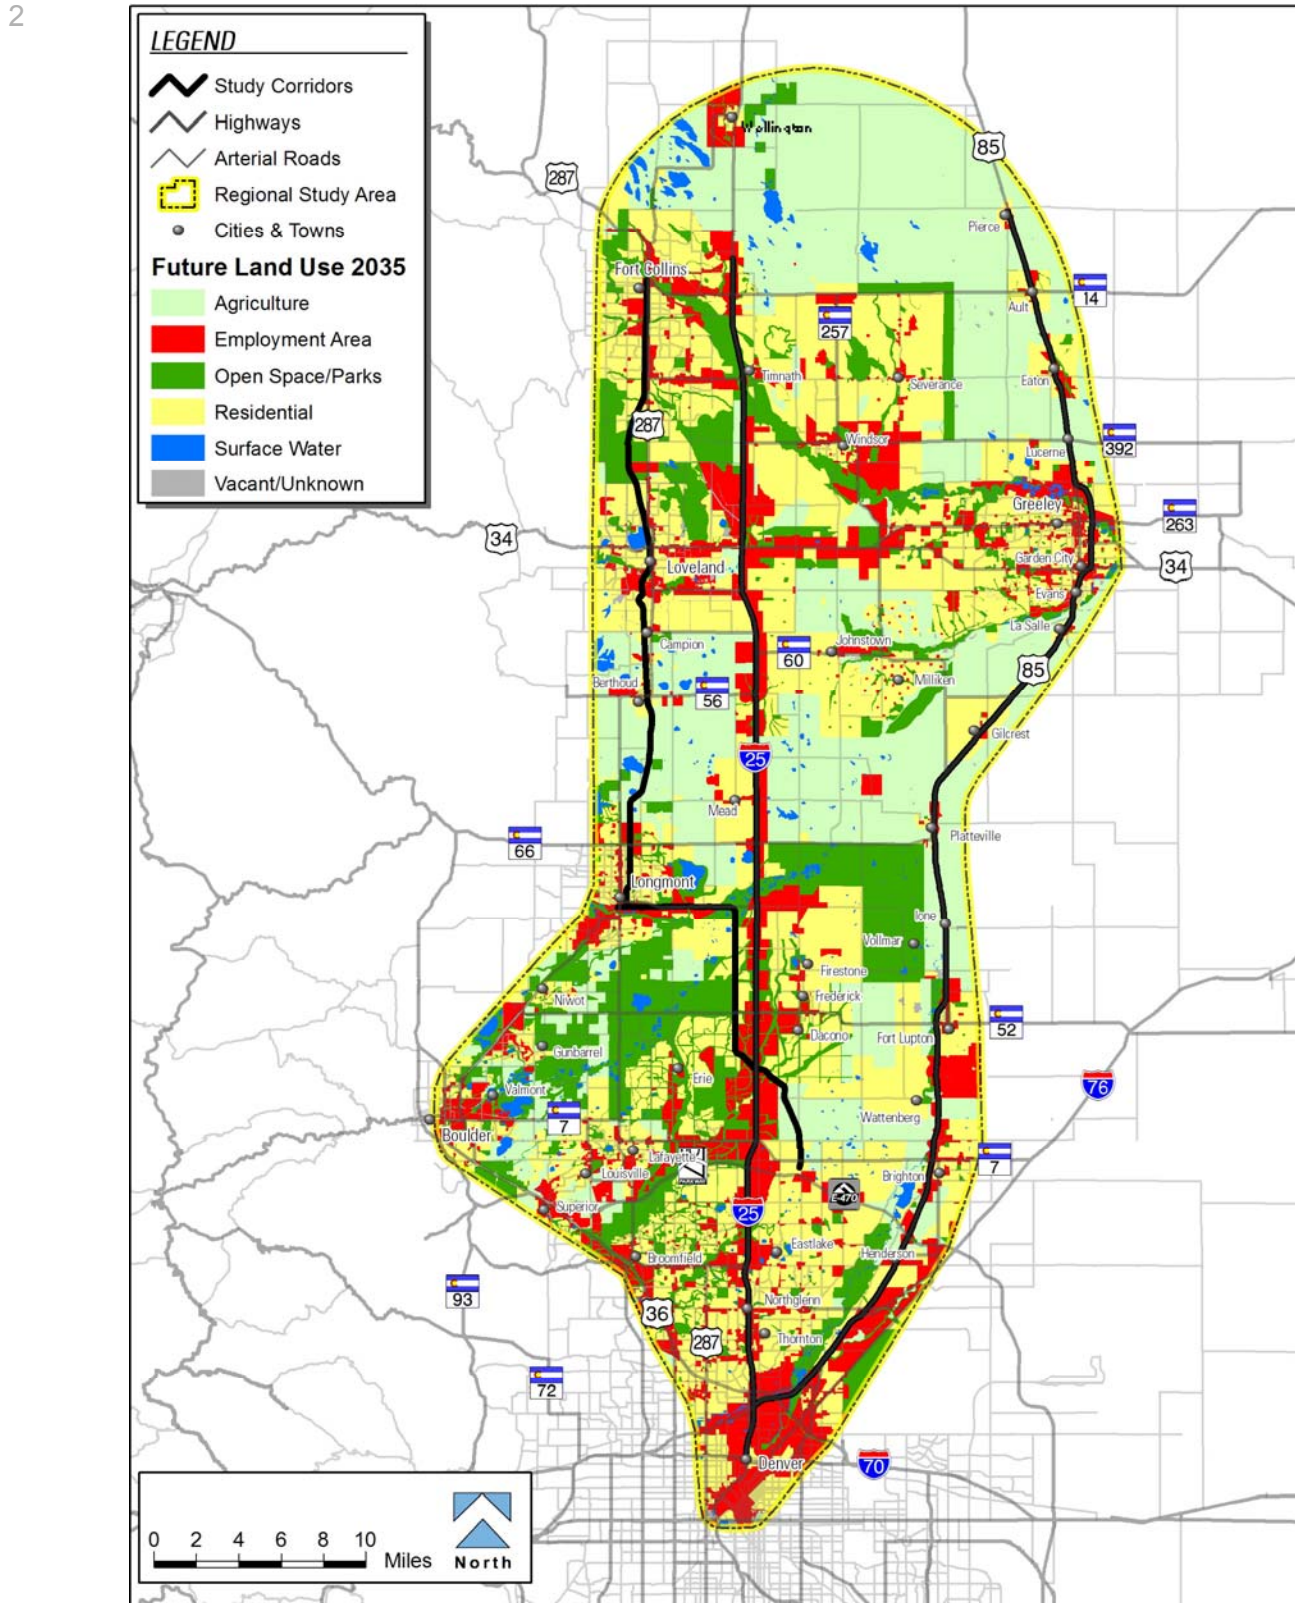 2
LEGEND
Study Corridors
Highways
Arterial Roads
Regional Study Area
Cities & Towns
Future Land Use 2035
Agriculture
Employment Area
Open Space/Parks
Residential
Surface Water
Vacant/Unknown
Wellington
85
287
Pierce
Fort Collins
14
Ault
257
Timnath
Severance
Eaton
287
Windsor
Lucerne
392
Greeley
263
34
Loveland
Garden City
34
Evans
La Salle
Campion
60
Johnstown
85
Berthoud
56
Milliken
Gilcrest
25
Mead
Platteville
66
Longmont
Ione
Vollmar
Firestone
Niwot
Frederick
52
Dacono
Fort Lupton
Gunbarrel
Erie
76
Valmont
7
Wattenberg
Boulder
Lafayette
7
Louisville
PARKWAY
Brighton
E-470
Superior
25
Eastlake
Broomfield
Henderson
93
36
Northglenn
287
Thornton
72
Denver
70
0 2 4 6 8 10
Miles
North